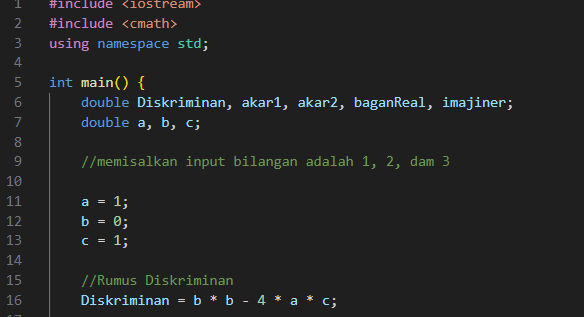 1 #include <iostream>
2 #include <cmath>
3 using namespace std;
4
5 int main() {
6 double Diskriminan, akar1, akar2, baganReal, imajiner;
7 double a, b, c;
8
9 //memisalkan input bilangan adalah 1, 2, dam 3
10
11 a = 1;
12 b = 0;
13 c = 1;
14
15 //Rumus Diskriminan
16 Diskriminan = b * b - 4 * a * c;